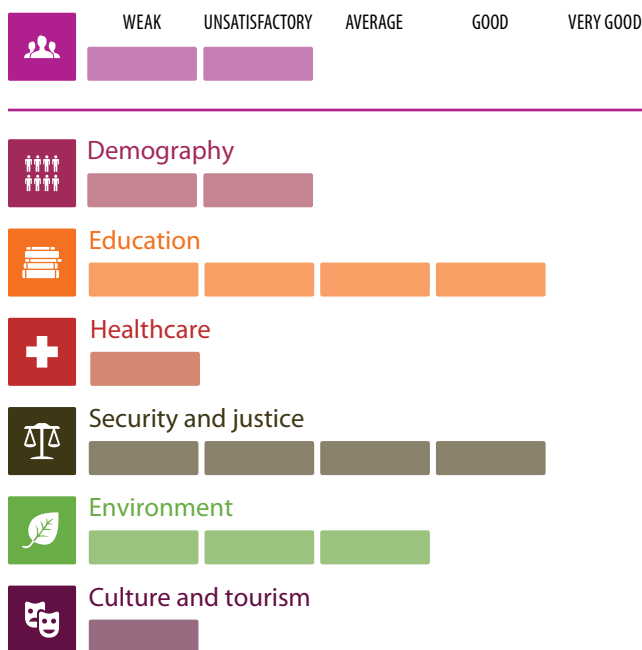 WEAK UNSATISFACTORY AVERAGE GOOD VERY GOOD
Demography
Education
Healthcare
Security and justice
Environment
Culture and tourism